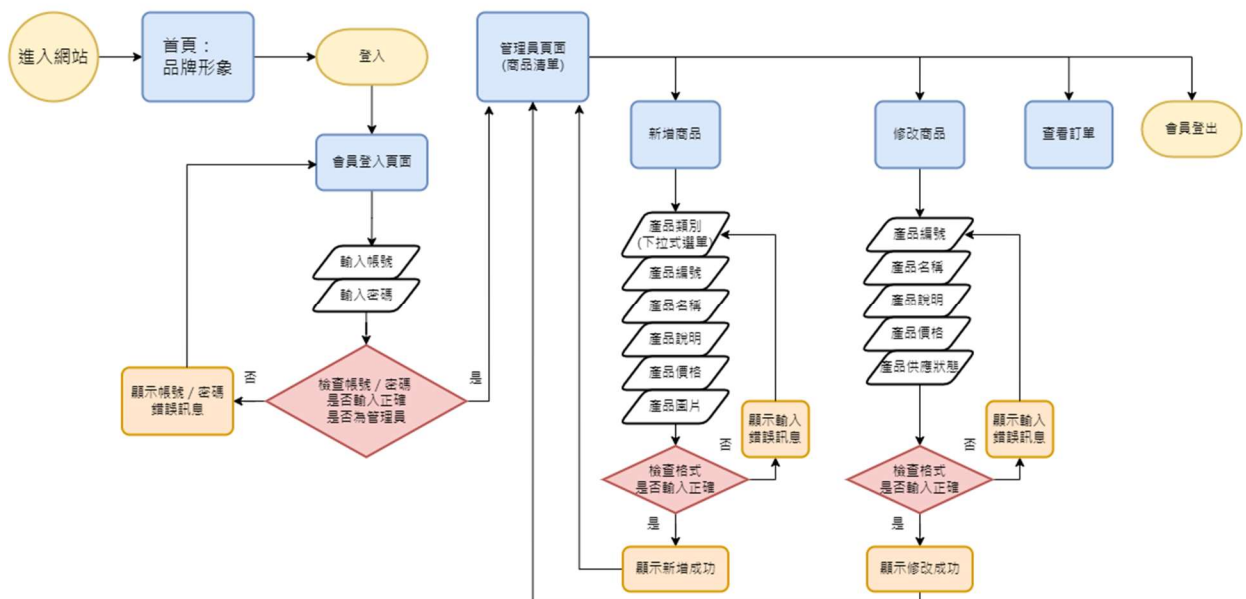 進入網站
首頁：
品牌形象
登入
會員登入頁面
輸入帳號
輸入密碼
檢查帳號 / 密碼
是否輸入正確
是否為管理員
否
顯示帳號 / 密碼
錯誤訊息
是
管理員頁面
(商品清單)
新增商品
產品類別
(下拉式選單)
產品編號
產品名稱
產品說明
產品價格
產品圖片
檢查格式
是否輸入正確
否
顯示輸入
錯誤訊息
是
顯示新增成功
修改商品
產品編號
產品名稱
產品說明
產品價格
產品供應狀態
檢查格式
是否輸入正確
否
顯示輸入
錯誤訊息
是
顯示修改成功
查看訂單
會員登出